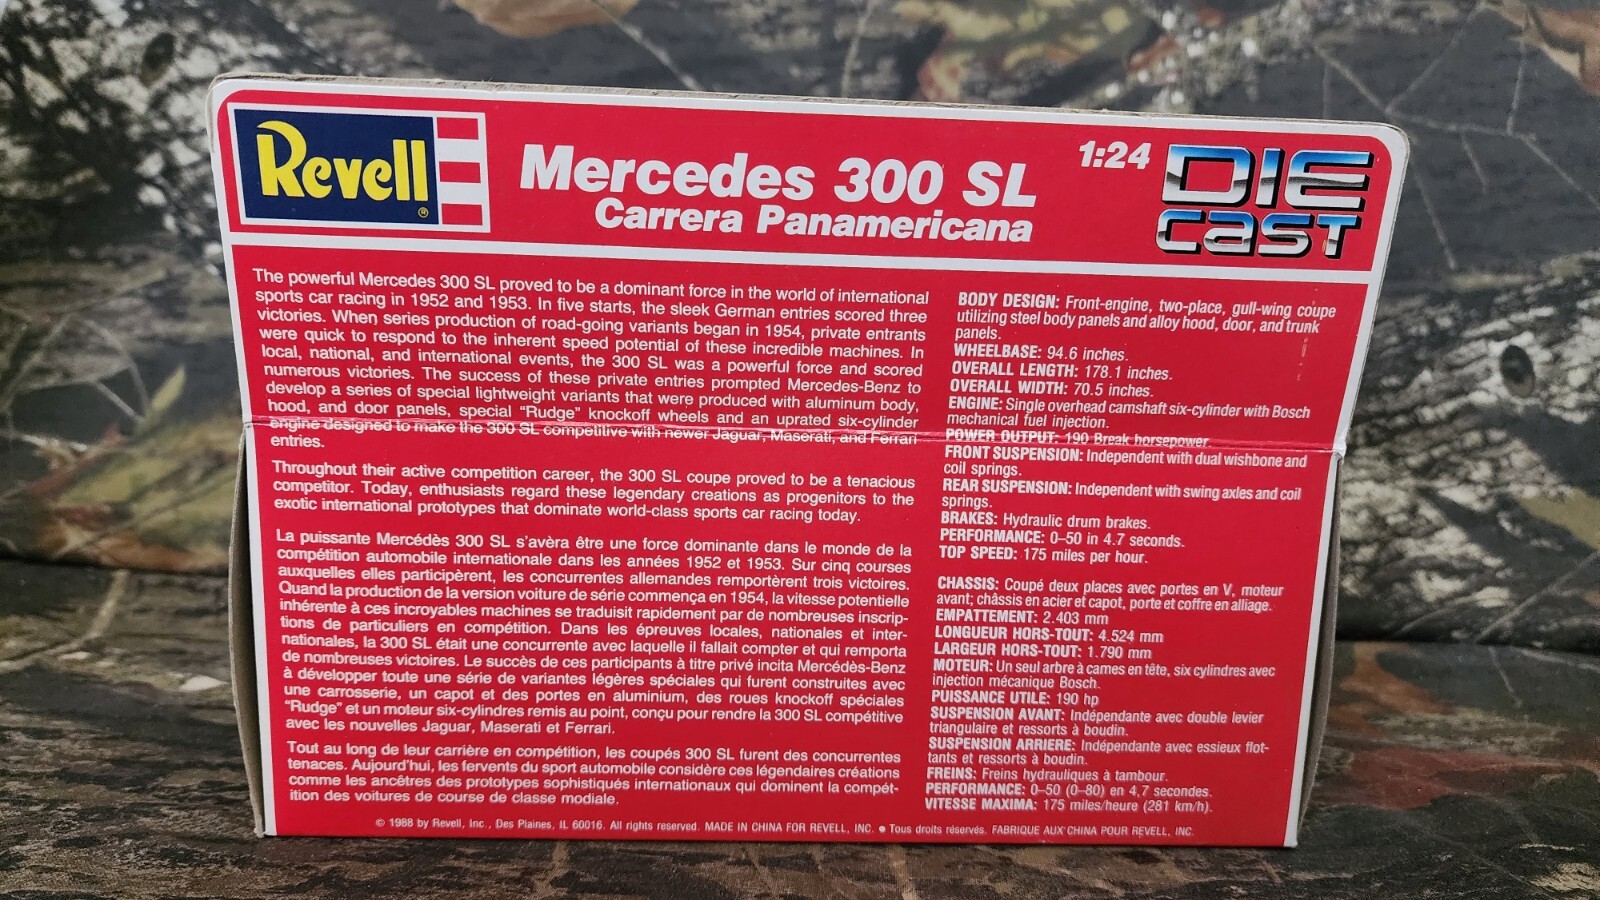 Revell®
Mercedes 300 SL
Carrera Panamericana
1:24
DIE
CAST
The powerful Mercedes 300 SL proved to be a dominant force in the world of international
sports car racing in 1952 and 1953. In five starts, the sleek German entries scored three
victories. When series production of road-going variants began in 1954, private entrants
were quick to respond to the inherent speed potential of these incredible machines. In
local, national, and international events, the 300 SL was a powerful force and scored
numerous victories. The success of these private entries prompted Mercedes-Benz to
develop a series of special lightweight variants that were produced with aluminum body,
hood, and door panels, special “Rudge” knockoff wheels and an uprated six-cylinder
engine designed to make the 300 SL competitive with newer Jaguar, Maserati, and Ferrari
entries.
Throughout their active competition career, the 300 SL coupe proved to be a tenacious
competitor. Today, enthusiasts regard these legendary creations as progenitors to the
exotic international prototypes that dominate world-class sports car racing today.
La puissante Mercédès 300 SL s'avèra être une force dominante dans le monde de la
compétition automobile internationale dans les années 1952 et 1953. Sur cinq courses
auxquelles elles participèrent, les concurrentes allemandes remportèrent trois victoires.
Quand la production de la version voiture de série commença en 1954, la vitesse potentielle
inhérente à ces incroyables machines se traduisit rapidement par de nombreuses inscrip-
tions de particuliers en compétition. Dans les épreuves locales, nationales et inter-
nationales, la 300 SL était une concurrente avec laquelle il fallait compter et qui remporta
de nombreuses victoires. Le succès de ces participants à titre privé incita Mercédès-Benz
à développer toute une série de variantes légères spéciales qui furent construites avec
une carrosserie, un capot et des portes en aluminium, des roues knockoff spéciales
“Rudge” et un moteur six-cylindres remis au point, conçu pour rendre la 300 SL compétitive
avec les nouvelles Jaguar, Maserati et Ferrari.
Tout au long de leur carrière en compétition, les coupés 300 SL furent des concurrentes
tenaces. Aujourd'hui, les fervents du sport automobile considère ces légendaires créations
comme les ancêtres des prototypes sophistiqués internationaux qui dominent la compét-
ition des voitures de course de classe modiale.
BODY DESIGN: Front-engine, two-place, gull-wing coupe
utilizing steel body panels and alloy hood, door, and trunk
panels.
WHEELBASE: 94.6 inches.
OVERALL LENGTH: 178.1 inches.
OVERALL WIDTH: 70.5 inches.
ENGINE: Single overhead camshaft six-cylinder with Bosch
mechanical fuel injection.
POWER OUTPUT: 190 Break horsepower
FRONT SUSPENSION: Independent with dual wishbone and
coil springs.
REAR SUSPENSION: Independent with swing axles and coil
springs.
BRAKES: Hydraulic drum brakes.
PERFORMANCE: 0–50 in 4.7 seconds.
TOP SPEED: 175 miles per hour.
CHASSIS: Coupé deux places avec portes en V, moteur
avant; châssis en acier et capot, porte et coffre en alliage.
EMPATTEMENT: 2.403 mm
LONGUEUR HORS-TOUT: 4.524 mm
LARGEUR HORS-TOUT: 1.790 mm
MOTEUR: Un seul arbre à cames en tête, six cylindres avec
injection mécanique Bosch.
PUISSANCE UTILE: 190 hp
SUSPENSION AVANT: Indépendante avec double levier
triangulaire et ressorts à boudin.
SUSPENSION ARRIERE: Indépendante avec essieux flot-
tants et ressorts à boudin.
FREINS: Freins hydrauliques à tambour.
PERFORMANCE: 0–50 (0–80) en 4,7 secondes.
VITESSE MAXIMA: 175 miles/heure (281 km/h).
© 1988 by Revell, Inc., Des Plaines, IL 60016. All rights reserved. MADE IN CHINA FOR REVELL, INC. ● Tous droits réservés. FABRIQUE AUX CHINA POUR REVELL, INC.